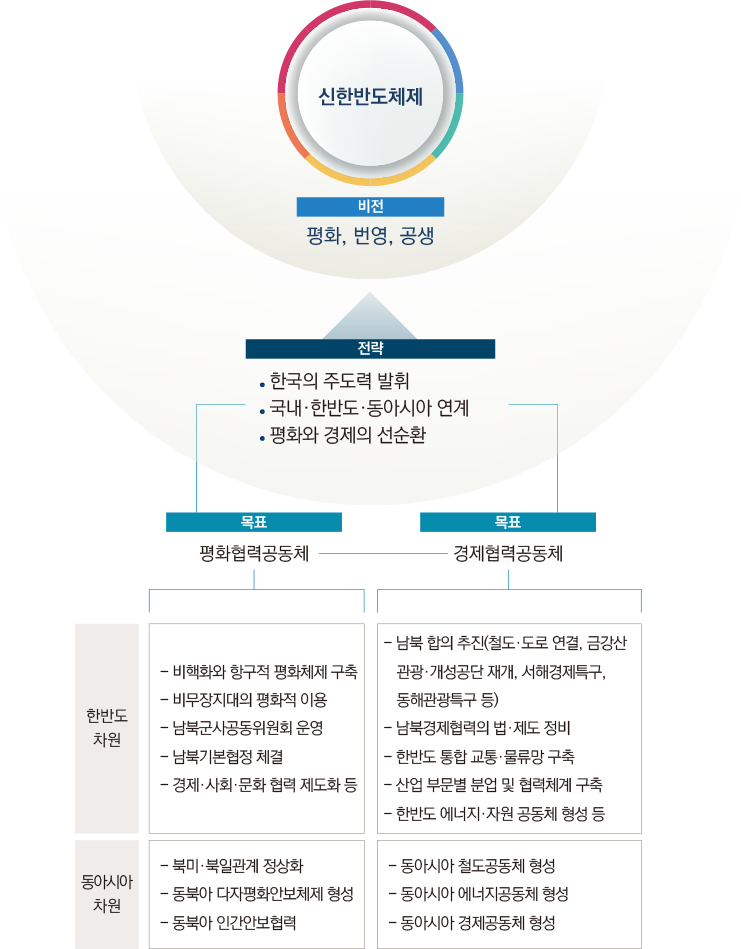 신한반도체제
비전
평화, 번영, 공생
전략
• 한국의 주도력 발휘
• 국내·한반도·동아시아 연계
• 평화와 경제의 선순환
목표
평화협력공동체
목표
경제협력공동체
한반도
차원
– 비핵화와 항구적 평화체제 구축
– 비무장지대의 평화적 이용
– 남북군사공동위원회 운영
– 남북기본협정 체결
– 경제·사회·문화 협력 제도화 등
– 남북 합의 추진(철도·도로 연결, 금강산
관광·개성공단 재개, 서해경제특구,
동해관광특구 등)
– 남북경제협력의 법·제도 정비
– 한반도 통합 교통·물류망 구축
– 산업 부문별 분업 및 협력체계 구축
– 한반도 에너지·자원 공동체 형성 등
동아시아
차원
– 북미·북일관계 정상화
– 동북아 다자평화안보체제 형성
– 동북아 인간안보협력
– 동아시아 철도공동체 형성
– 동아시아 에너지공동체 형성
– 동아시아 경제공동체 형성